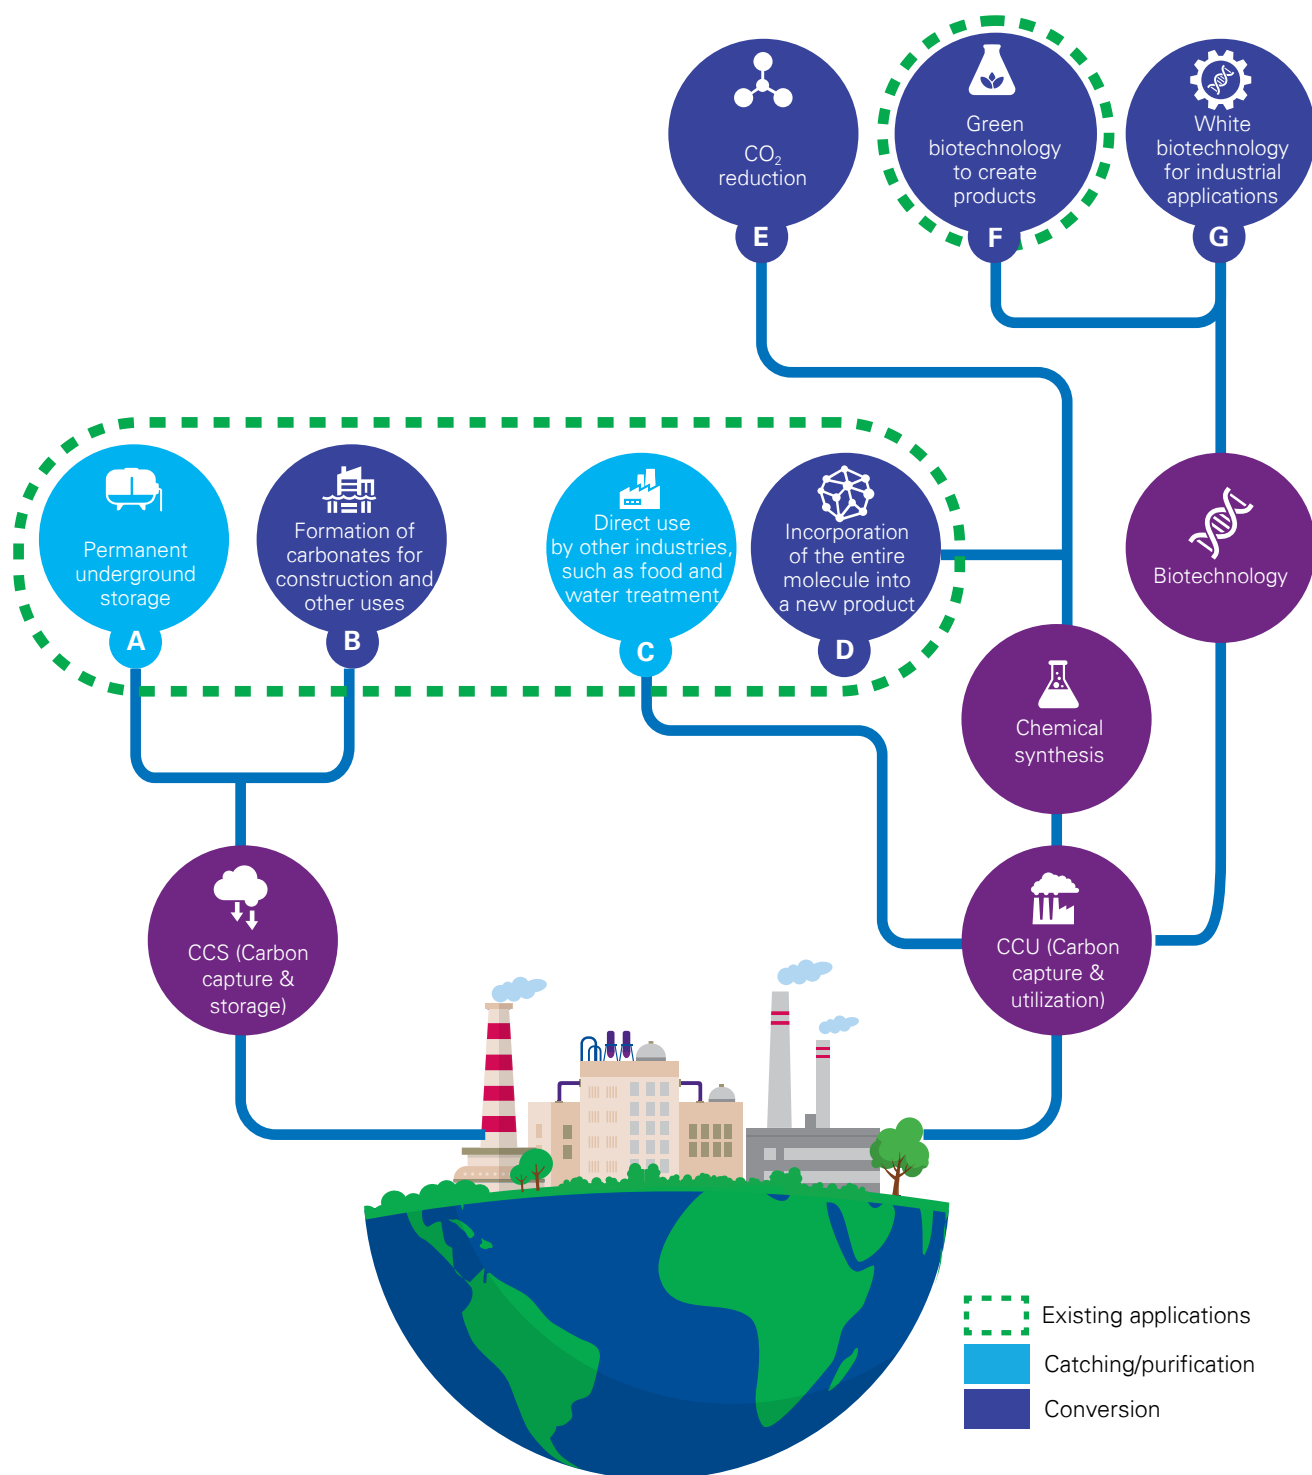 CO₂
reduction
E
Green
biotechnology
to create
products
F
White
biotechnology
for industrial
applications
G
Permanent
underground
storage
A
Formation of
carbonates for
construction and
other uses
B
Direct use
by other industries,
such as food and
water treatment
C
Incorporation
of the entire
molecule into
a new product
D
Biotechnology
Chemical
synthesis
CCS (Carbon
capture &
storage)
CCU (Carbon
capture &
utilization)
Existing applications
Catching/purification
Conversion